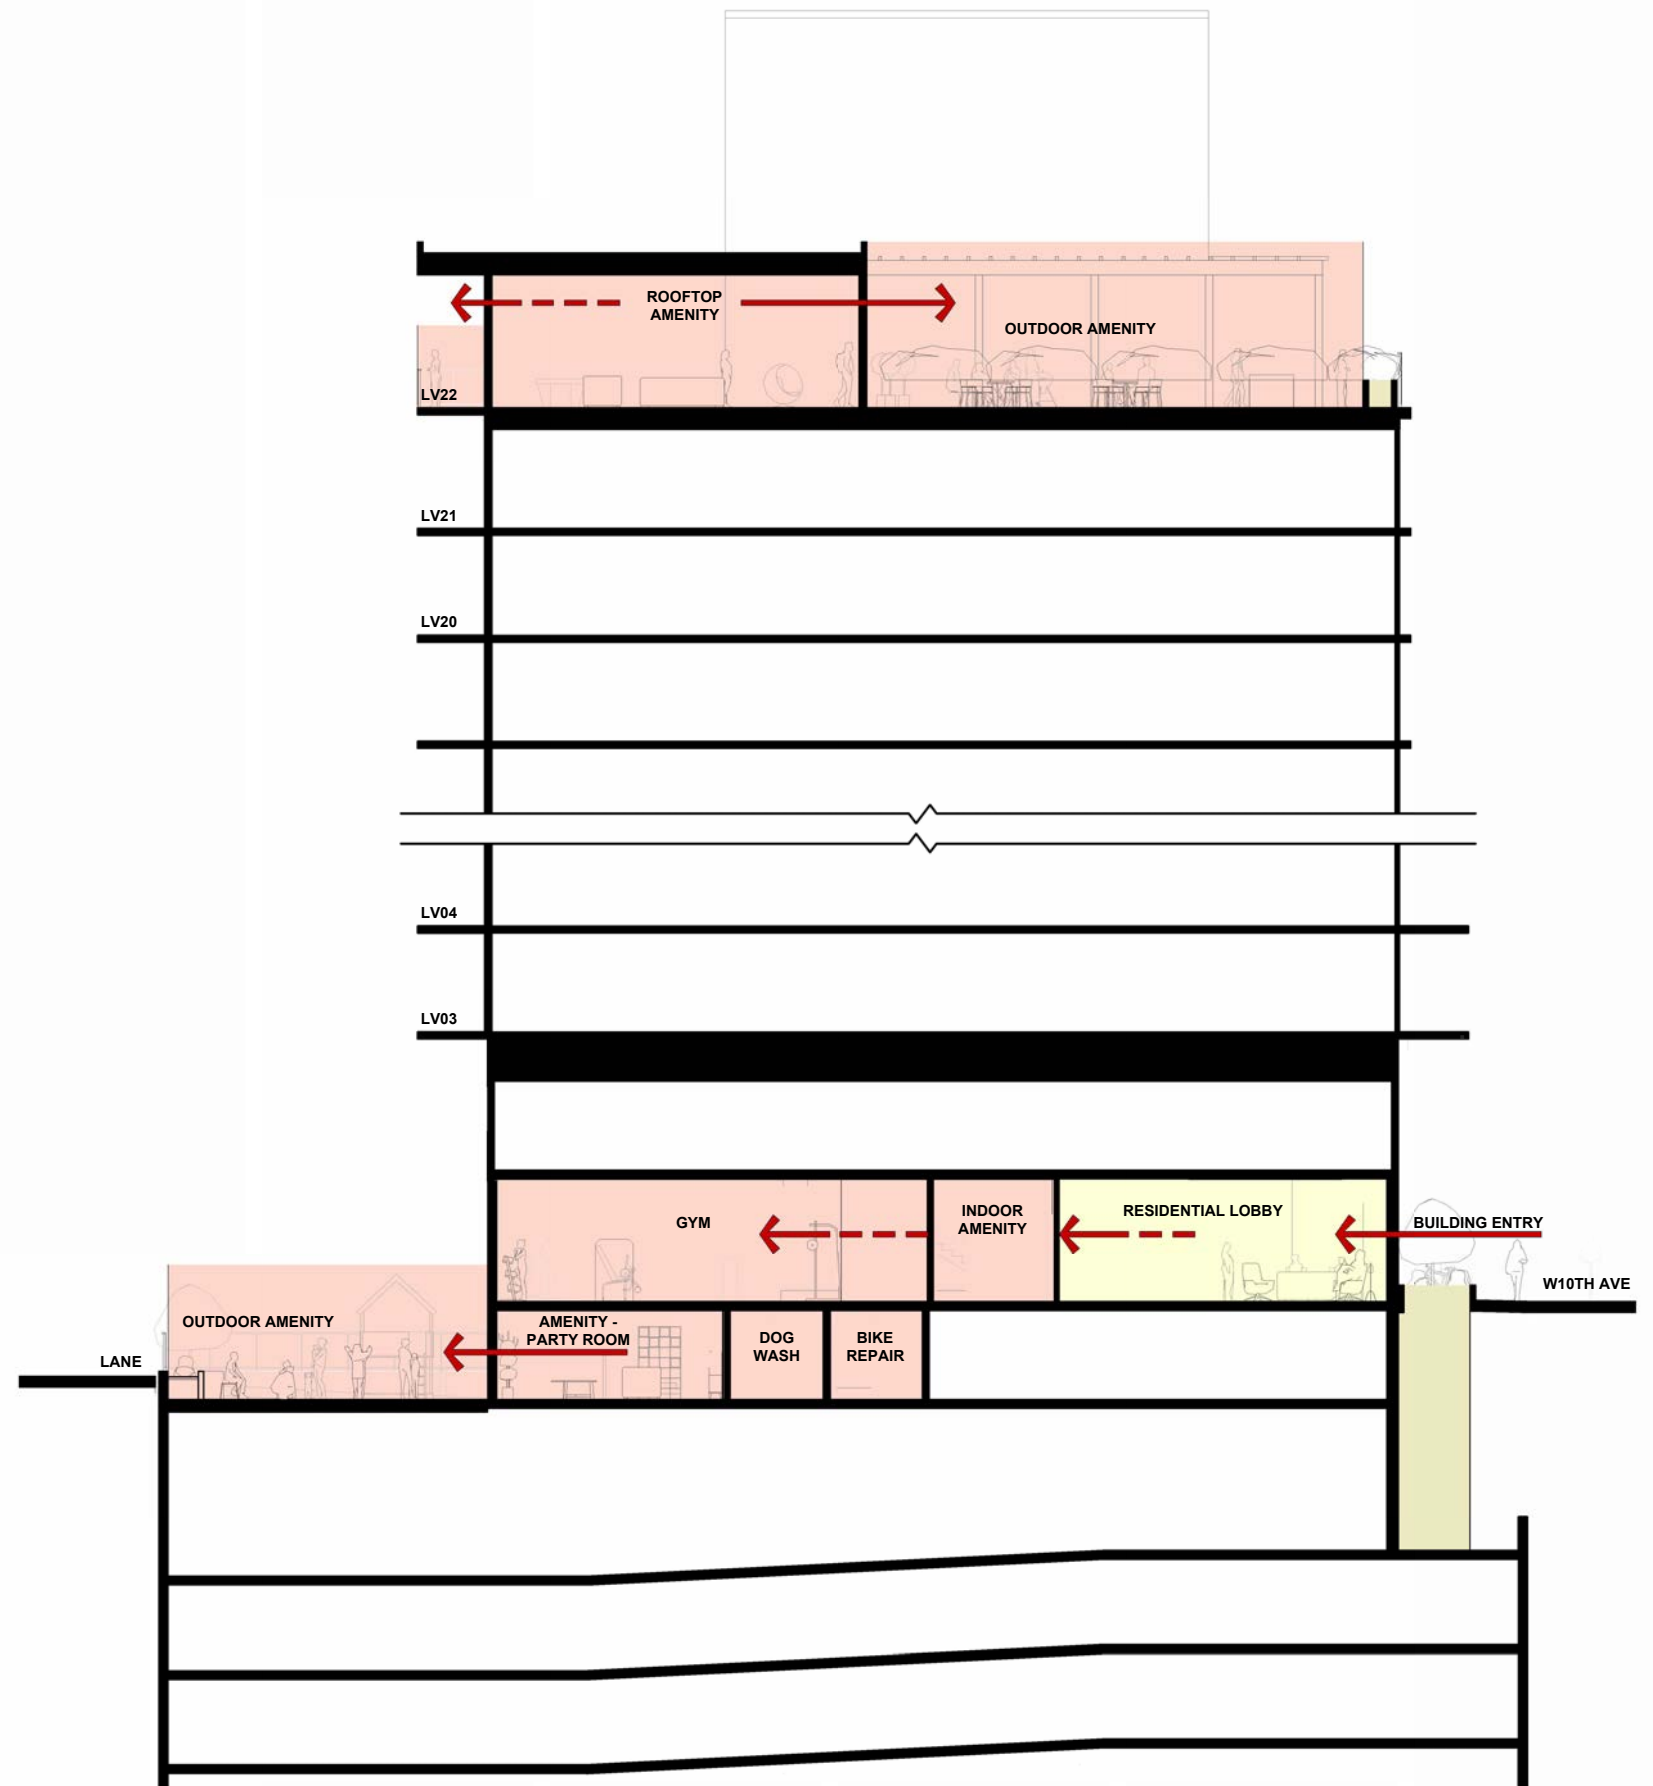 ROOFTOP
AMENITY
OUTDOOR AMENITY
LV22
LV21
LV20
LV04
LV03
GYM
INDOOR
AMENITY
RESIDENTIAL LOBBY
BUILDING ENTRY
W10TH AVE
OUTDOOR AMENITY
AMENITY -
PARTY ROOM
DOG
WASH
BIKE
REPAIR
LANE